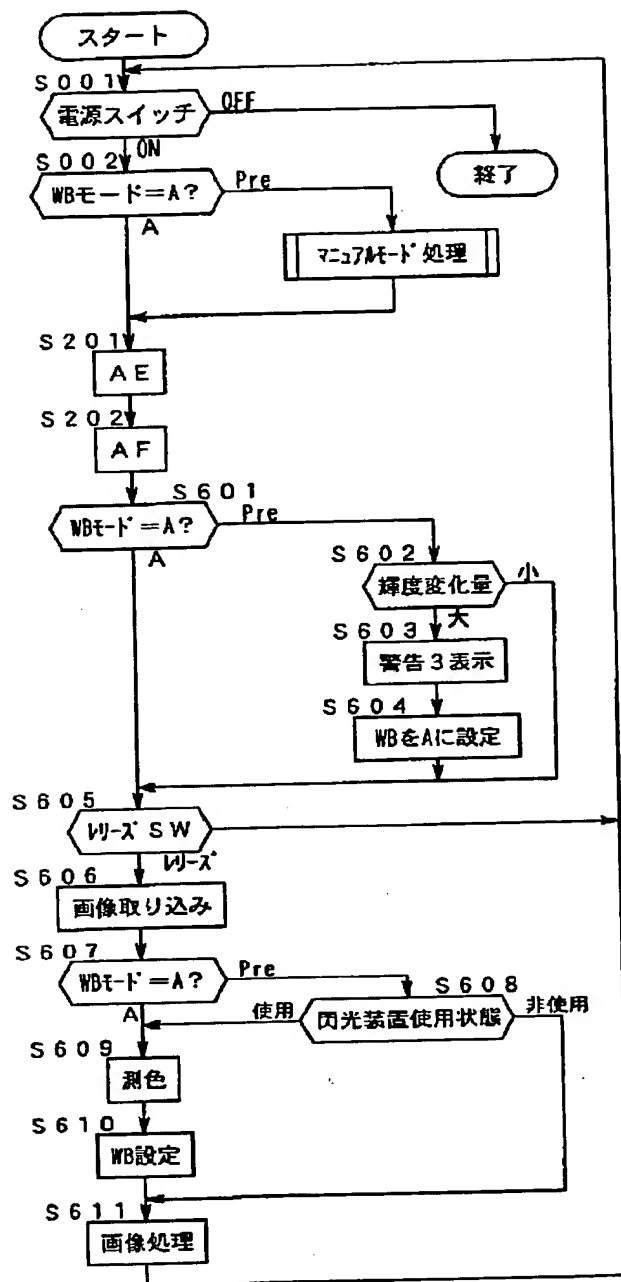 スタート
S001
電源スイッチ
OFF
ON
終了
S002
WBモード=A?
Pre
A
マニュアルモード処理
S201
AE
S202
AF
S601
WBモード=A?
Pre
A
S602
輝度変化量
小
大
S603
警告3表示
S604
WBをAに設定
S605
レリーズSW
レリーズ
S606
画像取り込み
S607
WBモード=A?
Pre
A
S608
閃光装置使用状態
使用
非使用
S609
測色
S610
WB設定
S611
画像処理